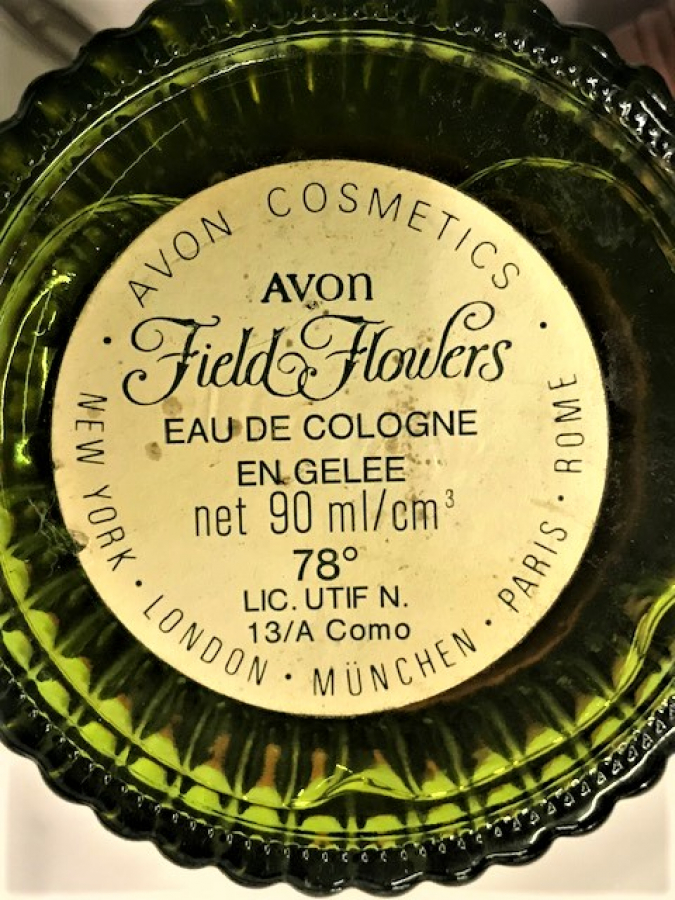 AVON COSMETICS
AVON
Field Flowers
EAU DE COLOGNE
EN GELEE
net 90 ml/cm³
78°
LIC. UTIF N.
13/A Como
NEW YORK • LONDON • MÜNCHEN • PARIS • ROME